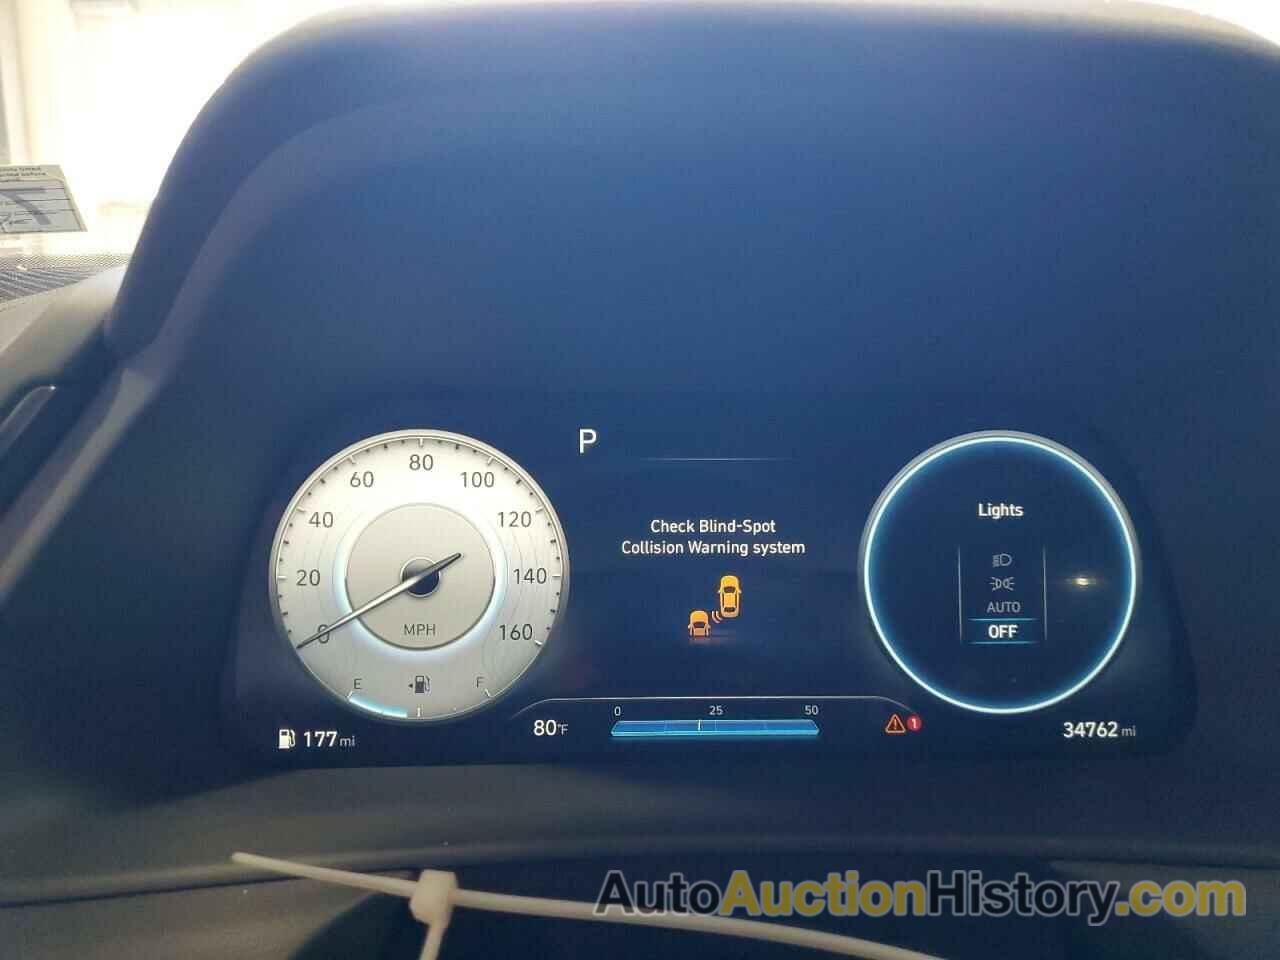 P
80
60
100
40
120
20
140
0
160
MPH
E
F
Check Blind-Spot
Collision Warning system
Lights
AUTO
OFF
0
25
50
177 mi
80°F
1
34762 mi
AutoAuctionHistory.com